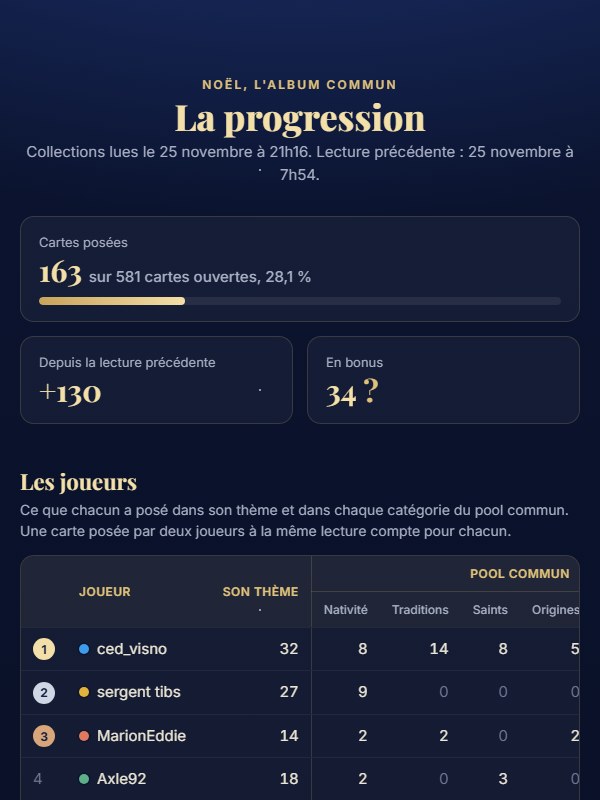 NOËL, L'ALBUM COMMUN
La progression
Collections lues le 25 novembre à 21h16. Lecture précédente : 25 novembre à
7h54.
Cartes posées
163 sur 581 cartes ouvertes, 28,1 %
Depuis la lecture précédente
+130
En bonus
34 ?
Les joueurs
Ce que chacun a posé dans son thème et dans chaque catégorie du pool commun.
Une carte posée par deux joueurs à la même lecture compte pour chacun.
POOL COMMUN
JOUEUR SON THÈME
Nativité Traditions Saints Origines
1 ced_visno 32 8 14 8 5
2 sergent tibs 27 9 0 0 0
3 MarionEddie 14 2 2 0 2
4 Axle92 18 2 0 3 0